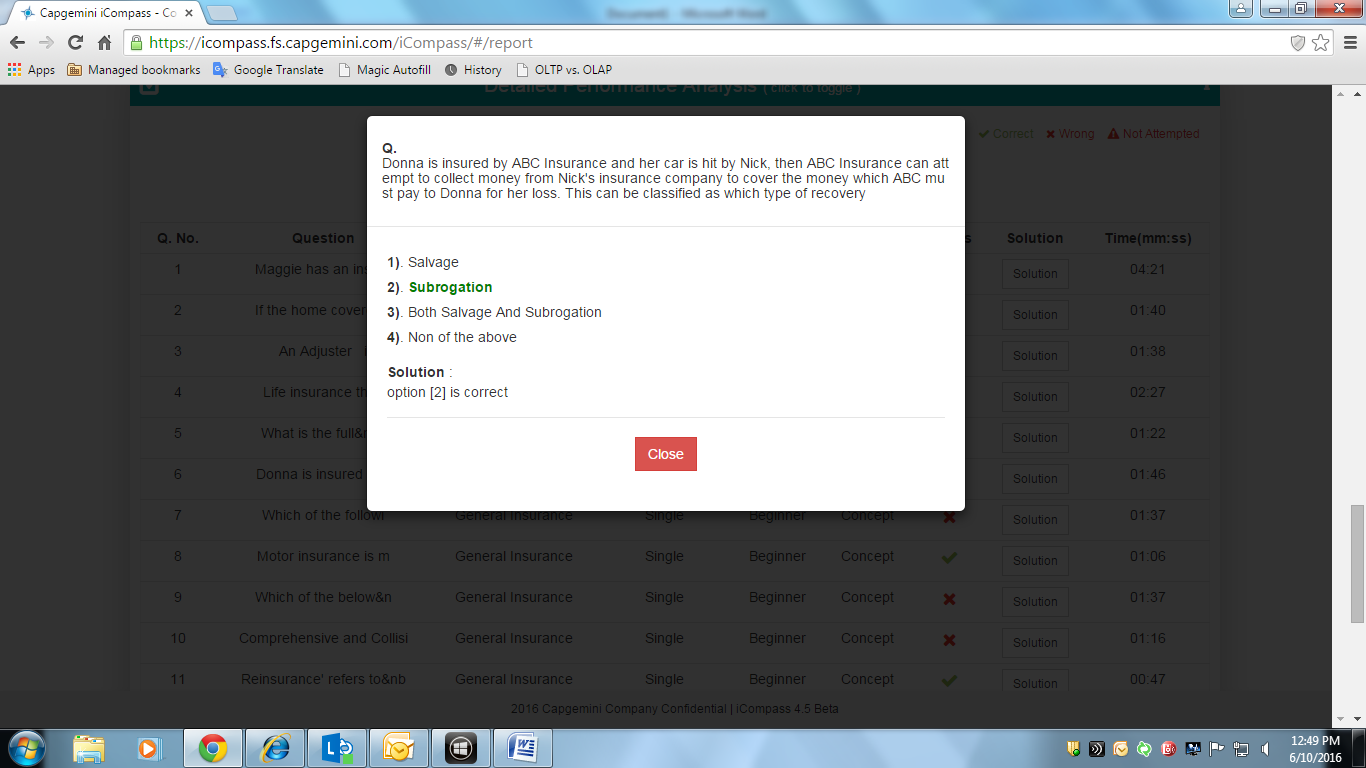 Document1 - Microsoft Word
Capgemini iCompass - Co
https://icompass.fs.capgemini.com/iCompass/#/report
Apps Managed bookmarks Google Translate Magic Autofill History OLTP vs. OLAP
Detailed Performance Analysis ( click to toggle )
Correct Wrong Not Attempted
Q.
Donna is insured by ABC Insurance and her car is hit by Nick, then ABC Insurance can att
empt to collect money from Nick's insurance company to cover the money which ABC mu
st pay to Donna for her loss. This can be classified as which type of recovery
1). Salvage
2). Subrogation
3). Both Salvage And Subrogation
4). Non of the above
Solution :
option [2] is correct
Close
Q. No. Question s Solution Time(mm:ss)
1 Maggie has an ins Solution 04:21
2 If the home cover Solution 01:40
3 An Adjuster Solution 01:38
4 Life insurance th Solution 02:27
5 What is the full&n Solution 01:22
6 Donna is insured Solution 01:46
7 Which of the followi General Insurance Single Beginner Concept Solution 01:37
8 Motor insurance is m General Insurance Single Beginner Concept Solution 01:06
9 Which of the below&n General Insurance Single Beginner Concept Solution 01:37
10 Comprehensive and Collisi General Insurance Single Beginner Concept Solution 01:16
11 Reinsurance' refers to&nb General Insurance Single Beginner Concept Solution 00:47
2016 Capgemini Company Confidential | iCompass 4.5 Beta
12:49 PM
6/10/2016